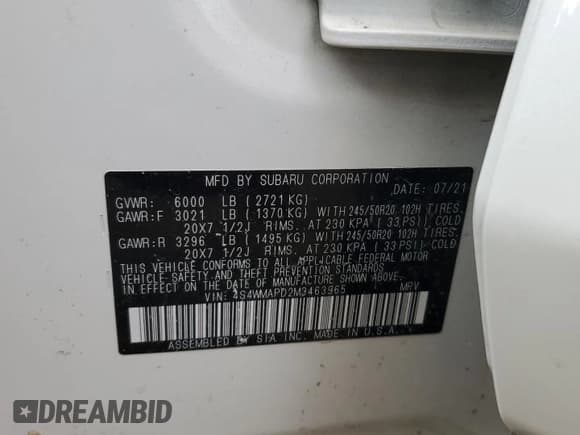 MFD BY SUBARU CORPORATION
DATE: 07/21
GVWR: 6000 LB ( 2721 KG)
GAWR:F 3021 LB ( 1370 KG) WITH 245/50R20 102H TIRES,
20X7 1/2J RIMS. AT 230 KPA ( 33 PSI) COLD
GAWR:R 3296 LB ( 1495 KG) WITH 245/50R20 102H TIRES,
20X7 1/2J RIMS. AT 230 KPA ( 33 PSI) COLD
THIS VEHICLE CONFORMS TO ALL APPLICABLE FEDERAL MOTOR
VEHICLE SAFETY AND THEFT PREVENTION STANDARDS IN EFFECT
ON THE DATE OF MANUFACTURE SHOWN ABOVE.
VIN: 4S4WMAPD2M3463965 MPV
ASSEMBLED BY SIA INC. MADE IN U.S.A.
DREAMBID